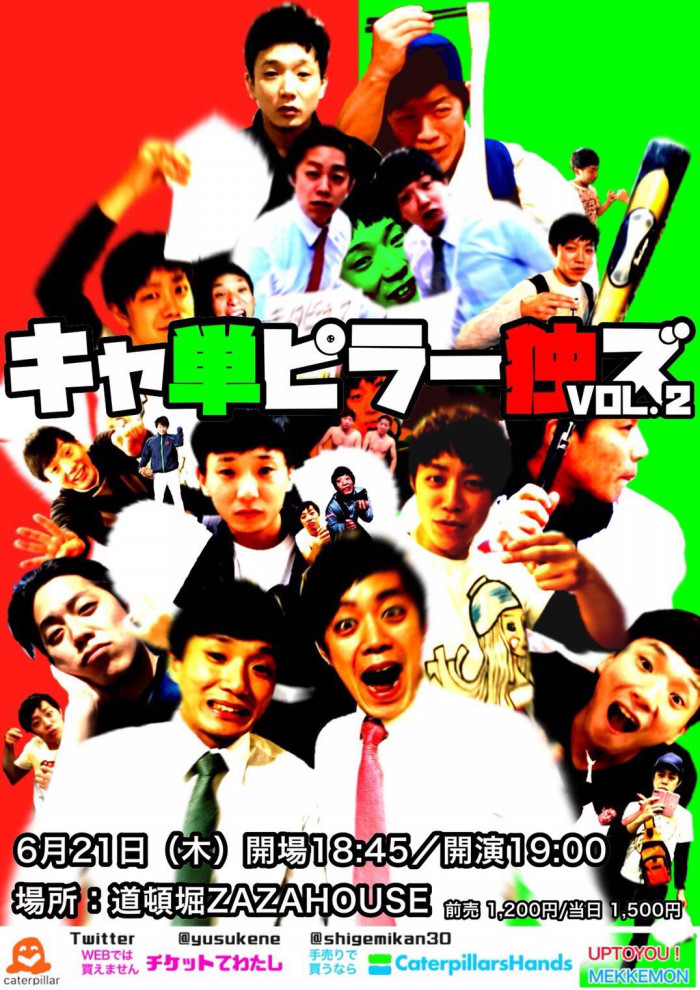 キャ単ピラー独ズ
VOL.2
6月21日（木）開場18:45／開演19:00
場所：道頓堀ZAZAHOUSE 前売 1,200円/当日 1,500円
Twitter @yusukene @shigemikan30
WEBでは
買えません
チケットてわたし
手売りで
買うなら
CaterpillarsHands
caterpillar
UPTOYOU！
MEKKEMON